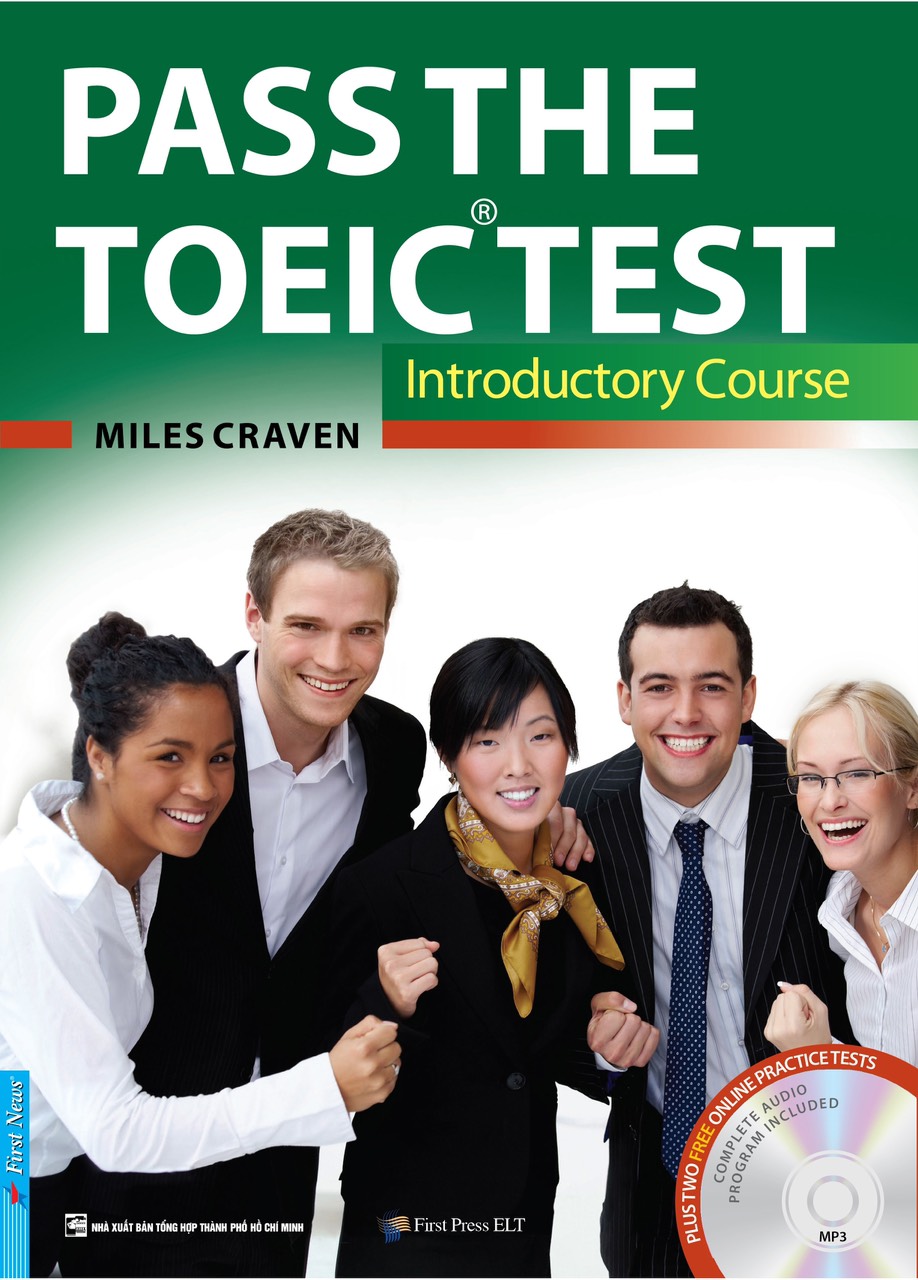 PASS THE
TOEIC® TEST
Introductory Course
MILES CRAVEN
PLUS TWO FREE ONLINE PRACTICE TESTS
COMPLETE AUDIO
PROGRAM INCLUDED
MP3
First News®
NHÀ XUẤT BẢN TỔNG HỢP THÀNH PHỐ HỒ CHÍ MINH
First Press ELT